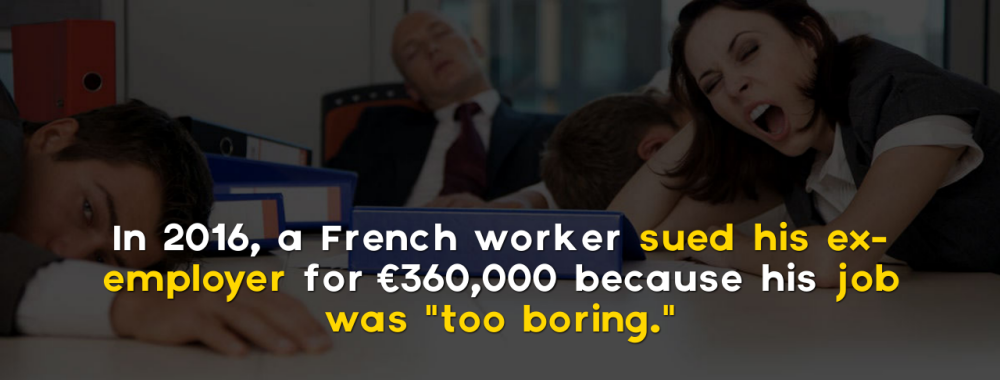 In 2016, a French worker sued his ex-
employer for €360,000 because his job
was "too boring."